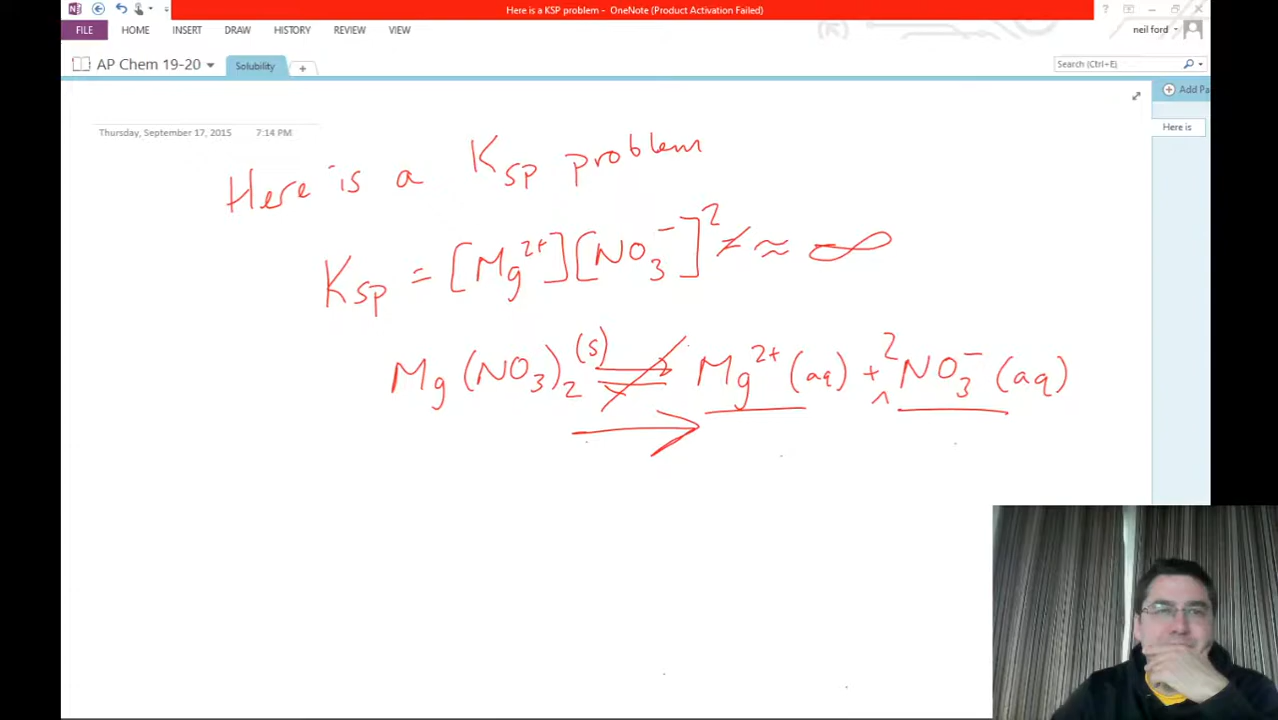 Here is a KSP problem - OneNote (Product Activation Failed)
FILE HOME INSERT DRAW HISTORY REVIEW VIEW
neil ford
AP Chem 19-20 Solubility +
Search (Ctrl+E)
Add Pa
Here is
Thursday, September 17, 2015 7:14 PM
Here is a Ksp problem
Ksp = [Mg²⁺][NO₃⁻]² ≈ ∞
Mg(NO₃)₂(s) ⇌ Mg²⁺(aq) + 2NO₃⁻(aq)
→